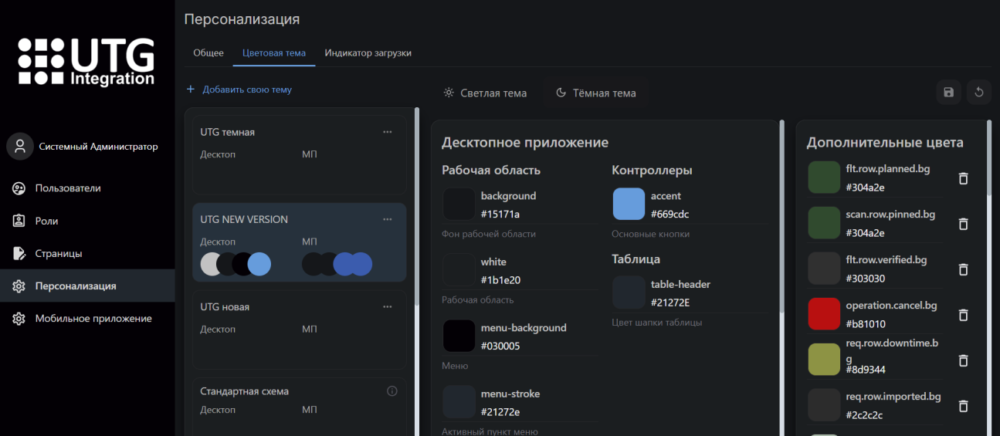 UTG
Integration
Системный Администратор
Пользователи
Роли
Страницы
Персонализация
Мобильное приложение
Персонализация
Общее
Цветовая тема
Индикатор загрузки
+ Добавить свою тему
UTG темная
Десктоп
МП
UTG NEW VERSION
Десктоп
МП
UTG новая
Десктоп
МП
Стандартная схема
Десктоп
МП
Светлая тема
Тёмная тема
Десктопное приложение
Рабочая область
background
#15171a
Фон рабочей области
white
#1b1e20
Рабочая область
menu-background
#030005
Меню
menu-stroke
#21272e
Активный пункт меню
Контроллеры
accent
#669cdc
Основные кнопки
Таблица
table-header
#21272E
Цвет шапки таблицы
Дополнительные цвета
flt.row.planned.bg
#304a2e
scan.row.pinned.bg
#304a2e
flt.row.verified.bg
#303030
operation.cancel.bg
#b81010
req.row.downtime.b
g
#8d9344
req.row.imported.bg
#2c2c2c